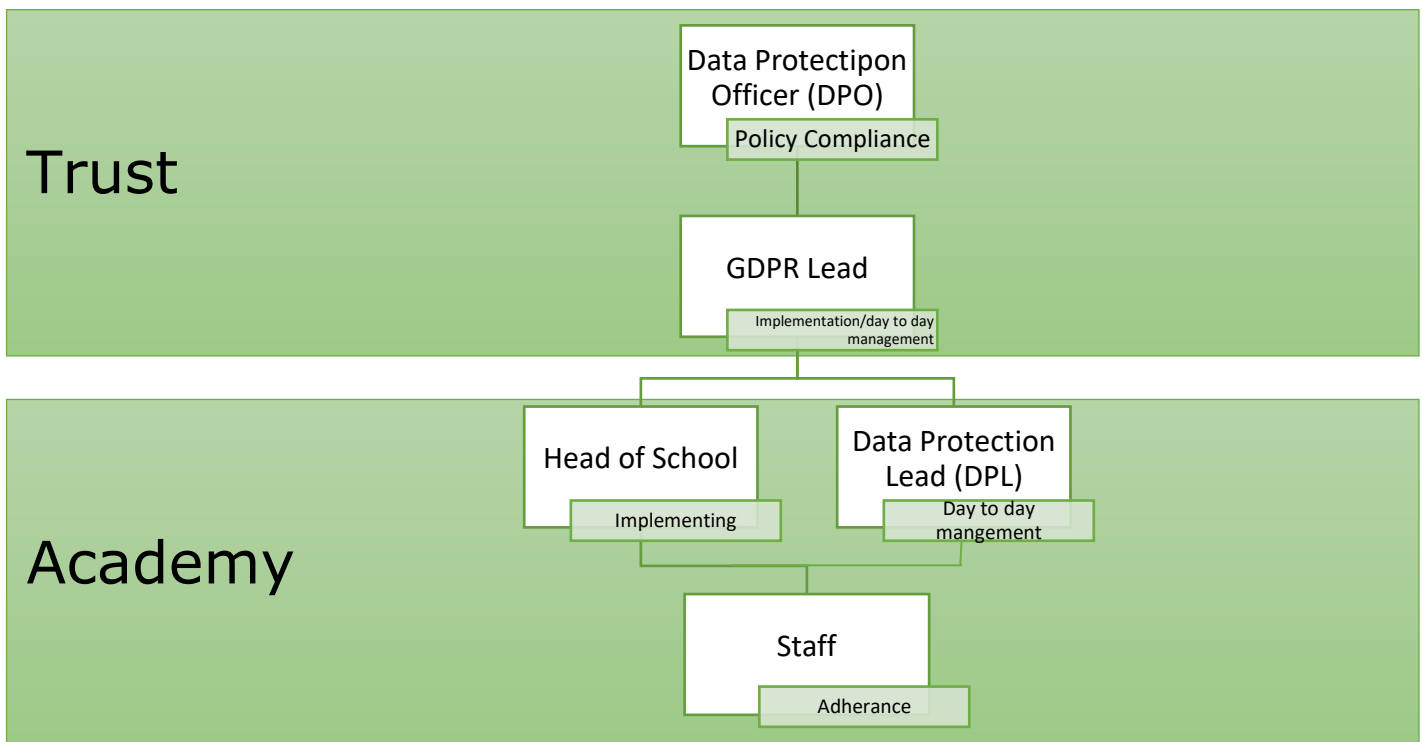 Trust
Data Protectipon
Officer (DPO)
Policy Compliance
GDPR Lead
Implementation/day to day
management
Academy
Head of School
Implementing
Data Protection
Lead (DPL)
Day to day
mangement
Staff
Adherance